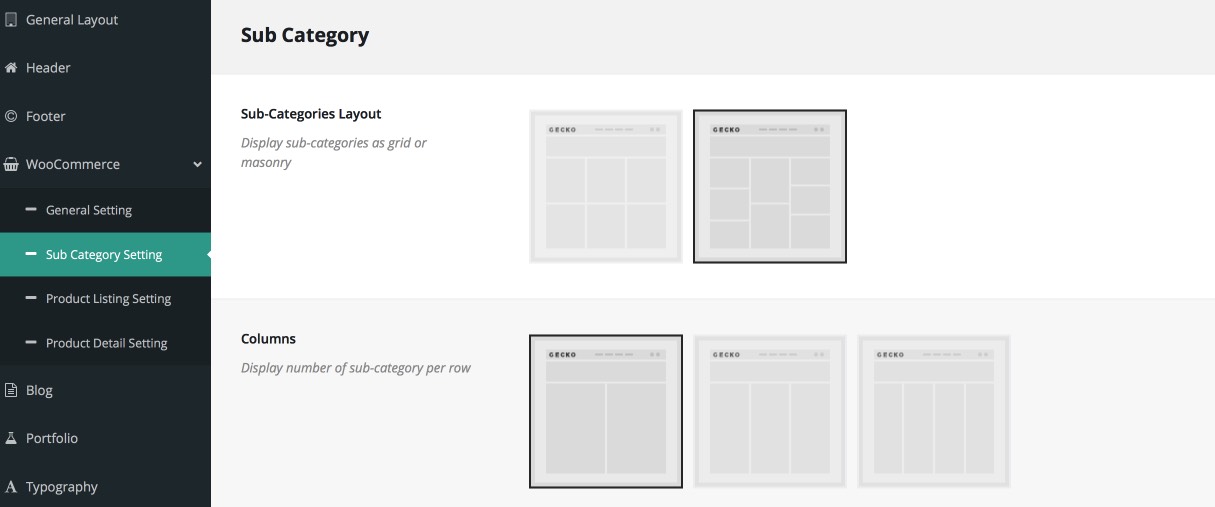 General Layout
Header
Footer
WooCommerce
General Setting
Sub Category Setting
Product Listing Setting
Product Detail Setting
Blog
Portfolio
Typography
Sub Category
Sub-Categories Layout
Display sub-categories as grid or
masonry
GECKO
GECKO
Columns
Display number of sub-category per row
GECKO
GECKO
GECKO